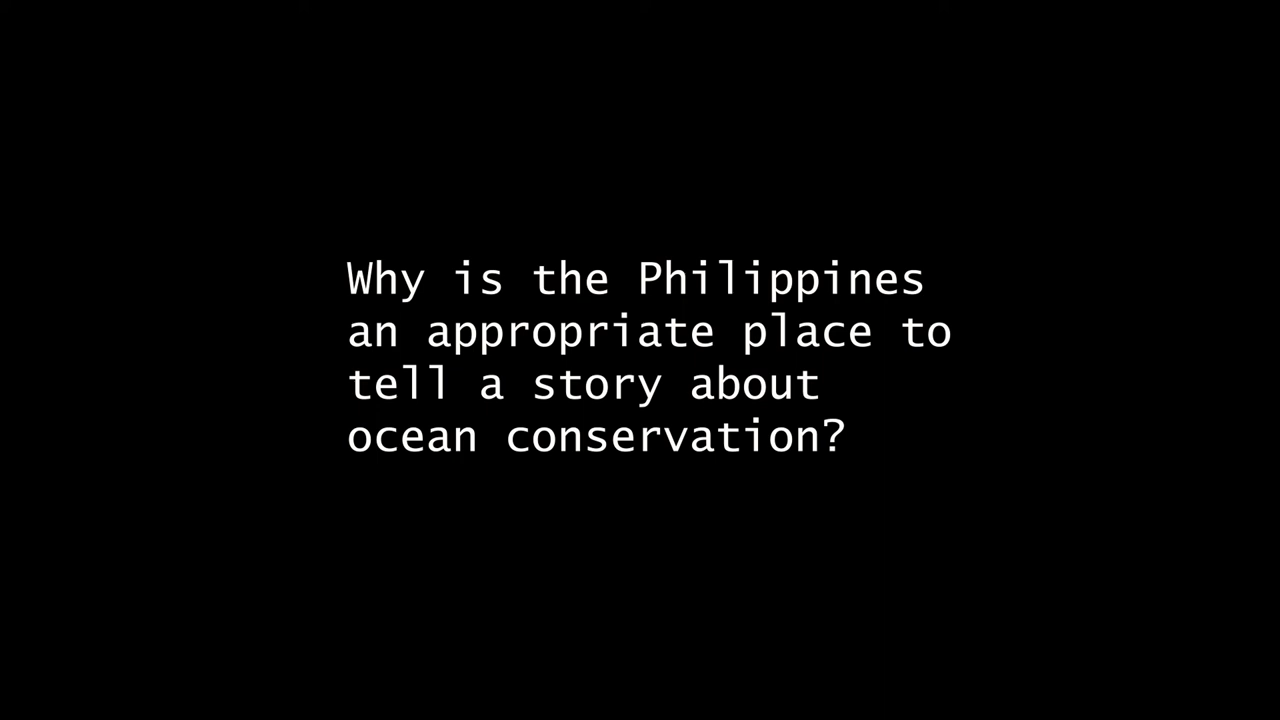 Why is the Philippines
an appropriate place to
tell a story about
ocean conservation?